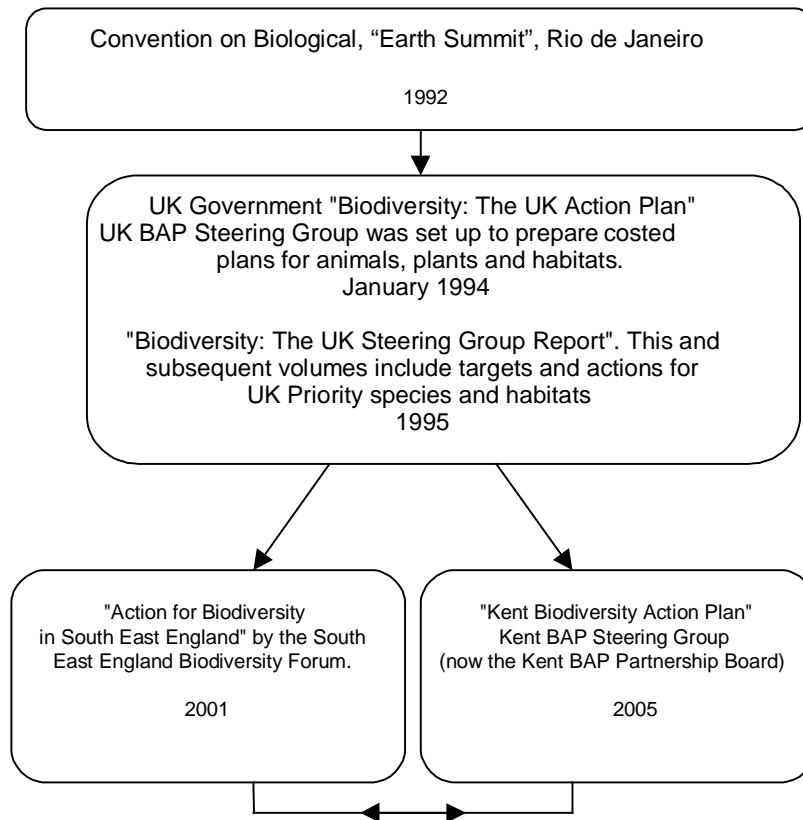 Convention on Biological, “Earth Summit”, Rio de Janeiro
1992
UK Government "Biodiversity: The UK Action Plan"
UK BAP Steering Group was set up to prepare costed
plans for animals, plants and habitats.
January 1994
"Biodiversity: The UK Steering Group Report". This and
subsequent volumes include targets and actions for
UK Priority species and habitats
1995
"Action for Biodiversity
in South East England" by the South
East England Biodversity Forum.
2001
"Kent Biodiversity Action Plan"
Kent BAP Steering Group
(now the Kent BAP Partnership Board)
2005